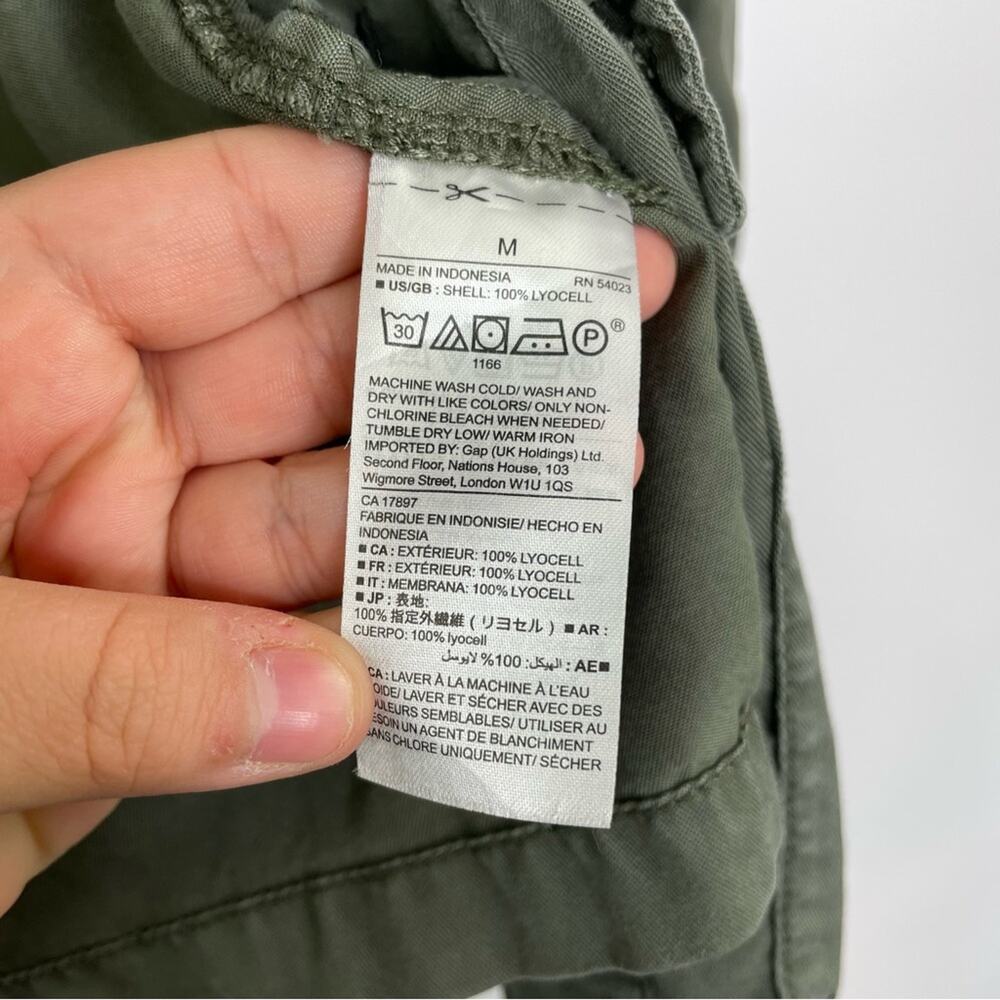 M
MADE IN INDONESIA RN 54023
■ US/GB : SHELL: 100% LYOCELL
30 P ®
1166
MACHINE WASH COLD/ WASH AND
DRY WITH LIKE COLORS/ ONLY NON-
CHLORINE BLEACH WHEN NEEDED/
TUMBLE DRY LOW/ WARM IRON
IMPORTED BY: Gap (UK Holdings) Ltd.
Second Floor, Nations House, 103
Wigmore Street, London W1U 1QS
CA 17897
FABRIQUE EN INDONISIE/ HECHO EN
INDONESIA
■ CA : EXTÉRIEUR: 100% LYOCELL
■ FR : EXTÉRIEUR: 100% LYOCELL
■ IT : MEMBRANA: 100% LYOCELL
■ JP : 表地:
100% 指定外繊維 ( リヨセル ) ■ AR :
CUERPO: 100% lyocell
■AE : الهيكل: 100% لايوسل
CA : LAVER À LA MACHINE À L'EAU
OIDE/ LAVER ET SÉCHER AVEC DES
OULEURS SEMBLABLES/ UTILISER AU
ESOIN UN AGENT DE BLANCHIMENT
SANS CHLORE UNIQUEMENT/ SÉCHER